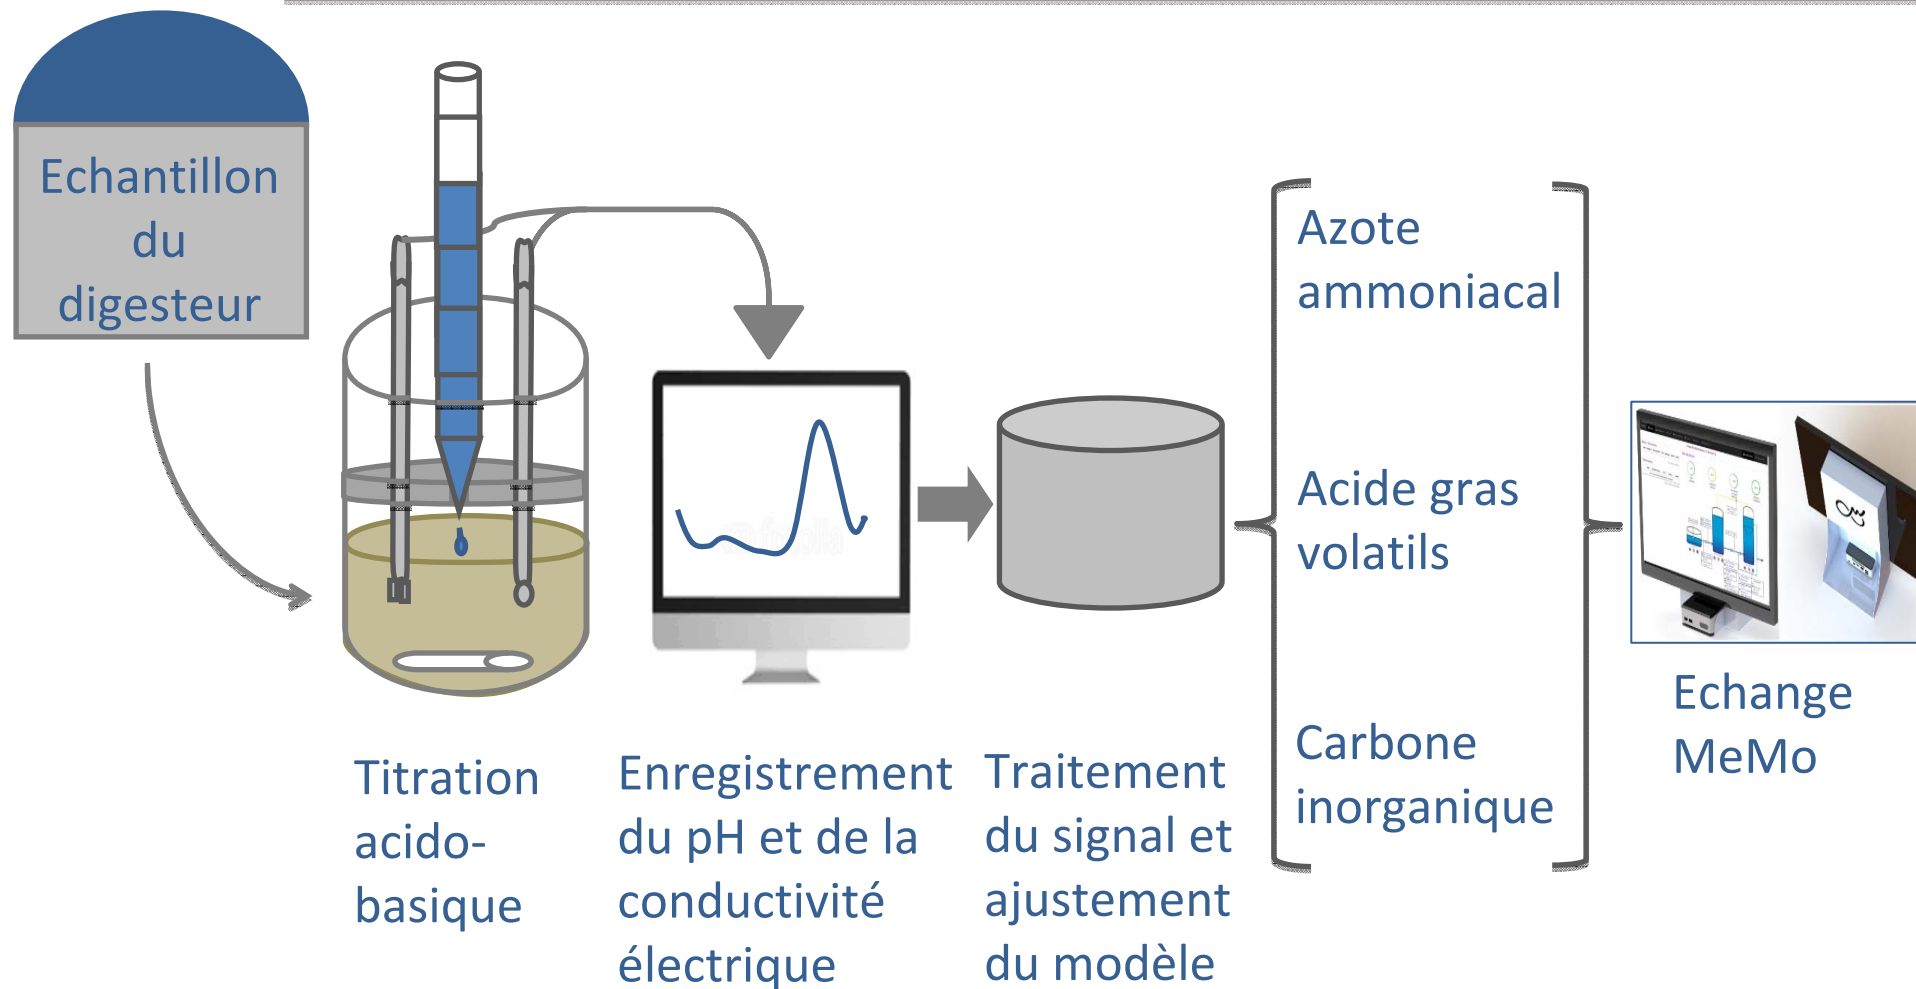 Echantillon
du
digesteur
Azote
ammoniacal
Acide gras
volatils
Carbone
inorganique
Echange
MeMo
Titration
acido-
basique
Enregistrement
du pH et de la
conductivité
électrique
Traitement
du signal et
ajustement
du modèle